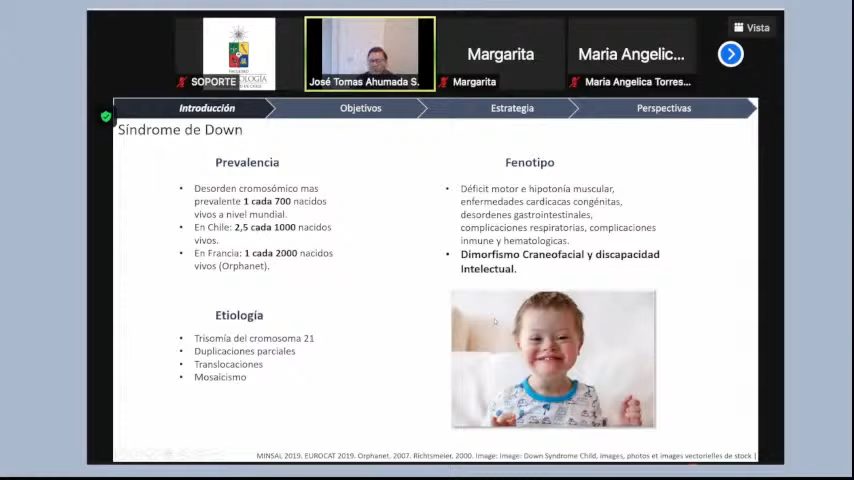 Vista
SOPORTE
José Tomas Ahumada S.
Margarita
Margarita
Maria Angelic...
Maria Angelica Torres...
Introducción
Objetivos
Estrategia
Perspectivas
Síndrome de Down
Prevalencia
• Desorden cromosómico mas
prevalente 1 cada 700 nacidos
vivos a nivel mundial.
• En Chile: 2,5 cada 1000 nacidos
vivos.
• En Francia: 1 cada 2000 nacidos
vivos (Orphanet).
Etiología
• Trisomía del cromosoma 21
• Duplicaciones parciales
• Translocaciones
• Mosaicismo
Fenotipo
• Déficit motor e hipotonía muscular,
enfermedades cardícacas congénitas,
desordenes gastrointestinales,
complicaciones respiratorias, complicaciones
inmune y hematologicas.
• Dimorfismo Craneofacial y discapacidad
Intelectual.
MINSAL 2019. EUROCAT 2019. Orphanet, 2007. Richtsmeier, 2000. Image: Image: Down Syndrome Child, images, photos et images vectorielles de stock |